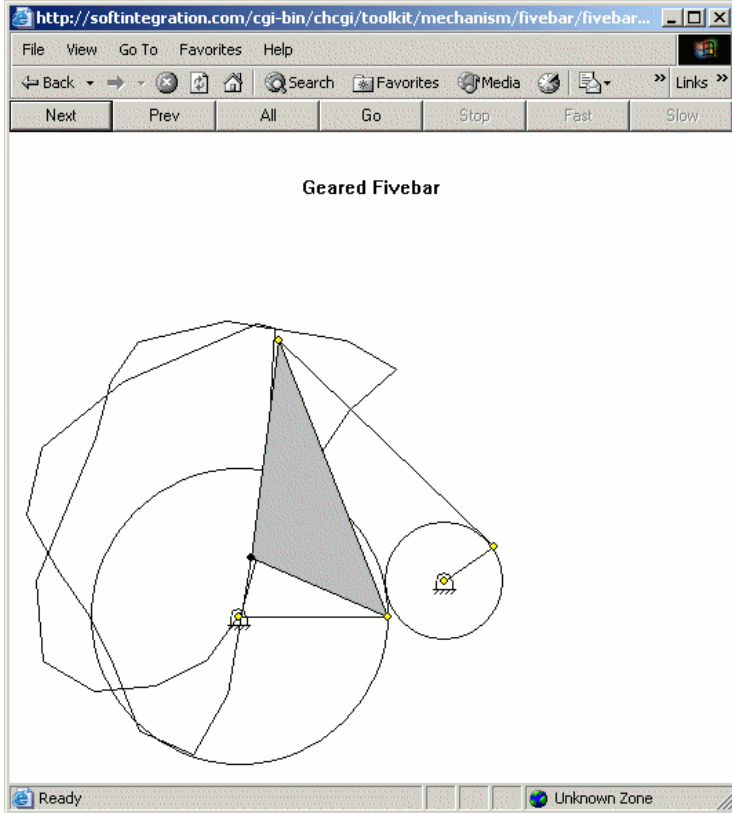 http://softintegration.com/cgi-bin/chcgi/toolkit/mechanism/fivebar/fivebar...
File View Go To Favorites Help
Back Search Favorites Media » Links »
Next Prev All Go Stop Fast Slow
Geared Fivebar
Ready Unknown Zone